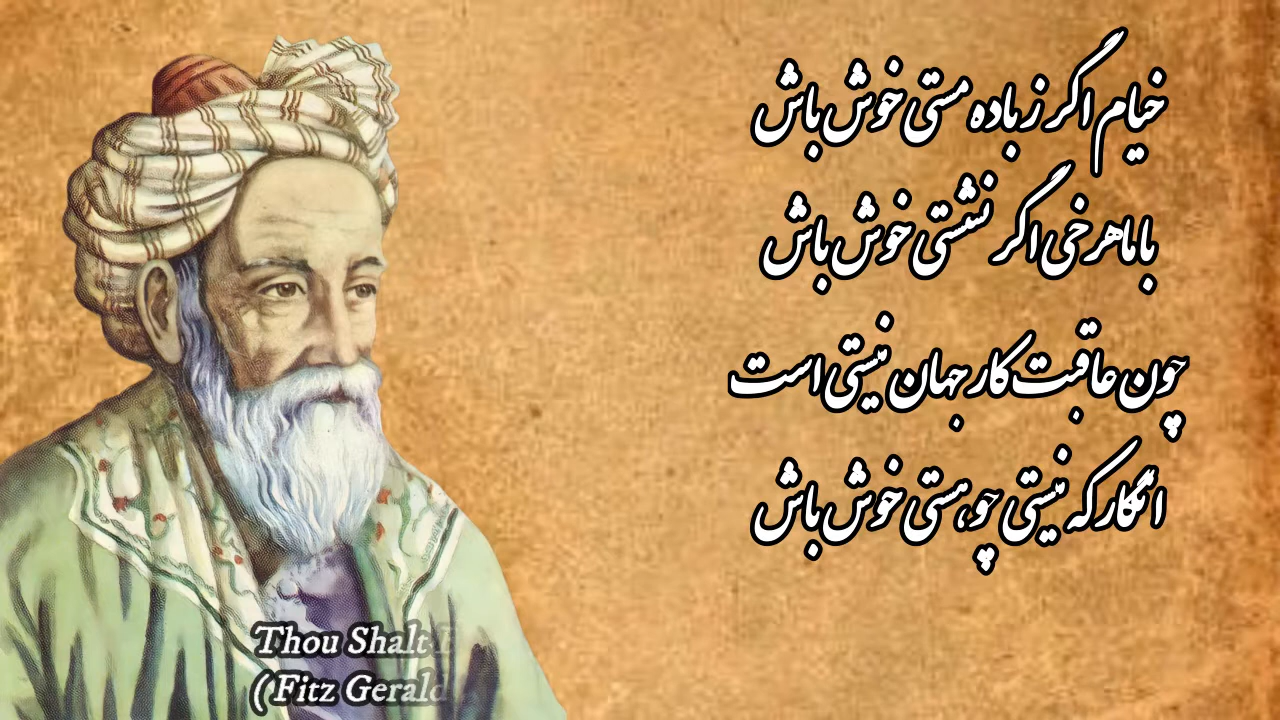 خیام اگر ز باده مستی خوش باش
با ماهرخی اگر نشستی خوش باش
چون عاقبت کار جهان نیستی است
انگار که نیستی چو هستی خوش باش
Thou Shalt
(Fitz Gerald